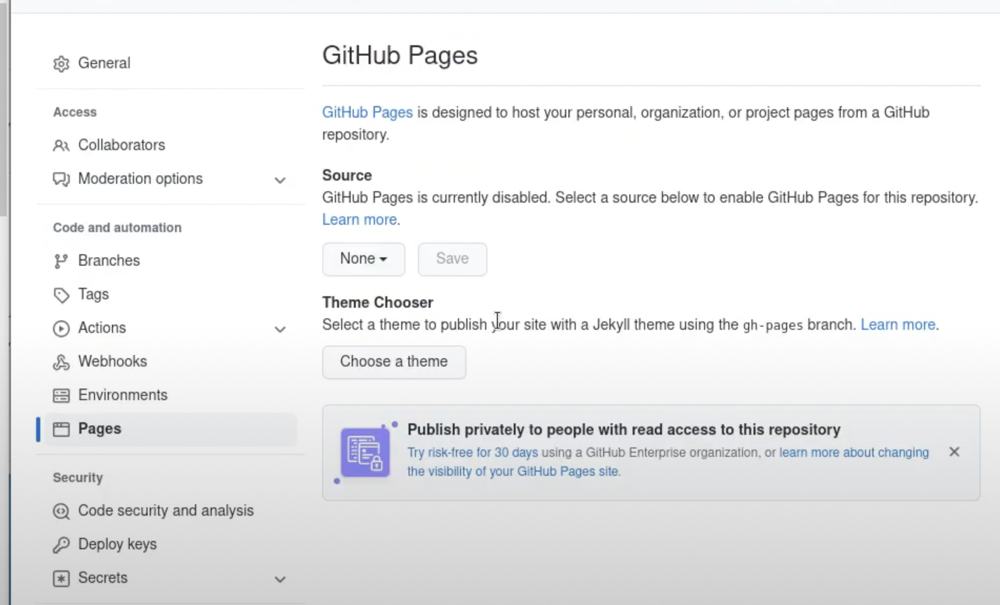 General
Access
Collaborators
Moderation options
Code and automation
Branches
Tags
Actions
Webhooks
Environments
Pages
Security
Code security and analysis
Deploy keys
Secrets
GitHub Pages
GitHub Pages is designed to host your personal, organization, or project pages from a GitHub
repository.
Source
GitHub Pages is currently disabled. Select a source below to enable GitHub Pages for this repository.
Learn more.
None Save
Theme Chooser
Select a theme to publish your site with a Jekyll theme using the gh-pages branch. Learn more.
Choose a theme
Publish privately to people with read access to this repository
Try risk-free for 30 days using a GitHub Enterprise organization, or learn more about changing
the visibility of your GitHub Pages site.